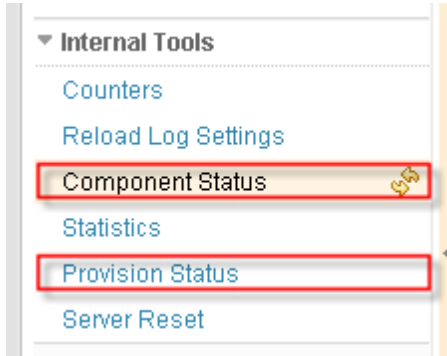 Internal Tools
Counters
Reload Log Settings
Component Status
Statistics
Provision Status
Server Reset